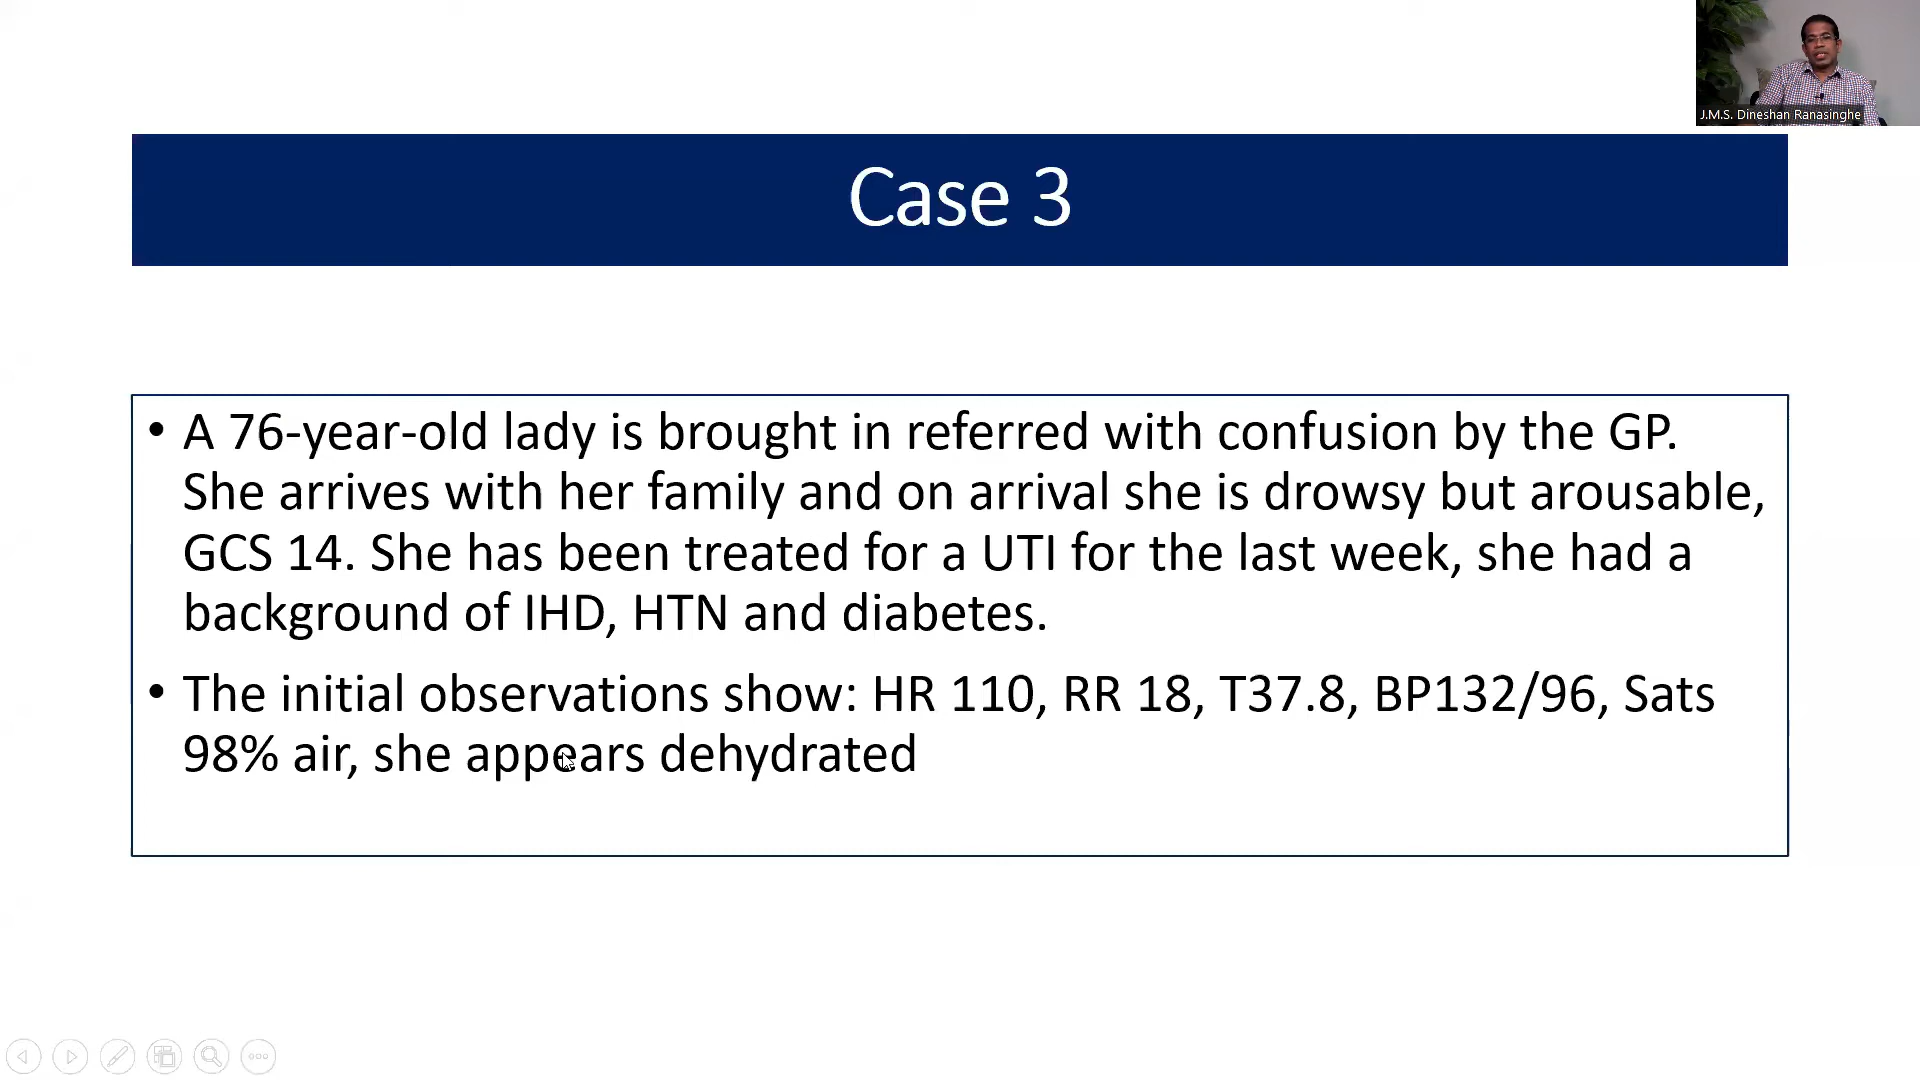 J.M.S. Dineshan Ranasinghe
Case 3
• A 76-year-old lady is brought in referred with confusion by the GP.
She arrives with her family and on arrival she is drowsy but arousable,
GCS 14. She has been treated for a UTI for the last week, she had a
background of IHD, HTN and diabetes.
• The initial observations show: HR 110, RR 18, T37.8, BP132/96, Sats
98% air, she appears dehydrated